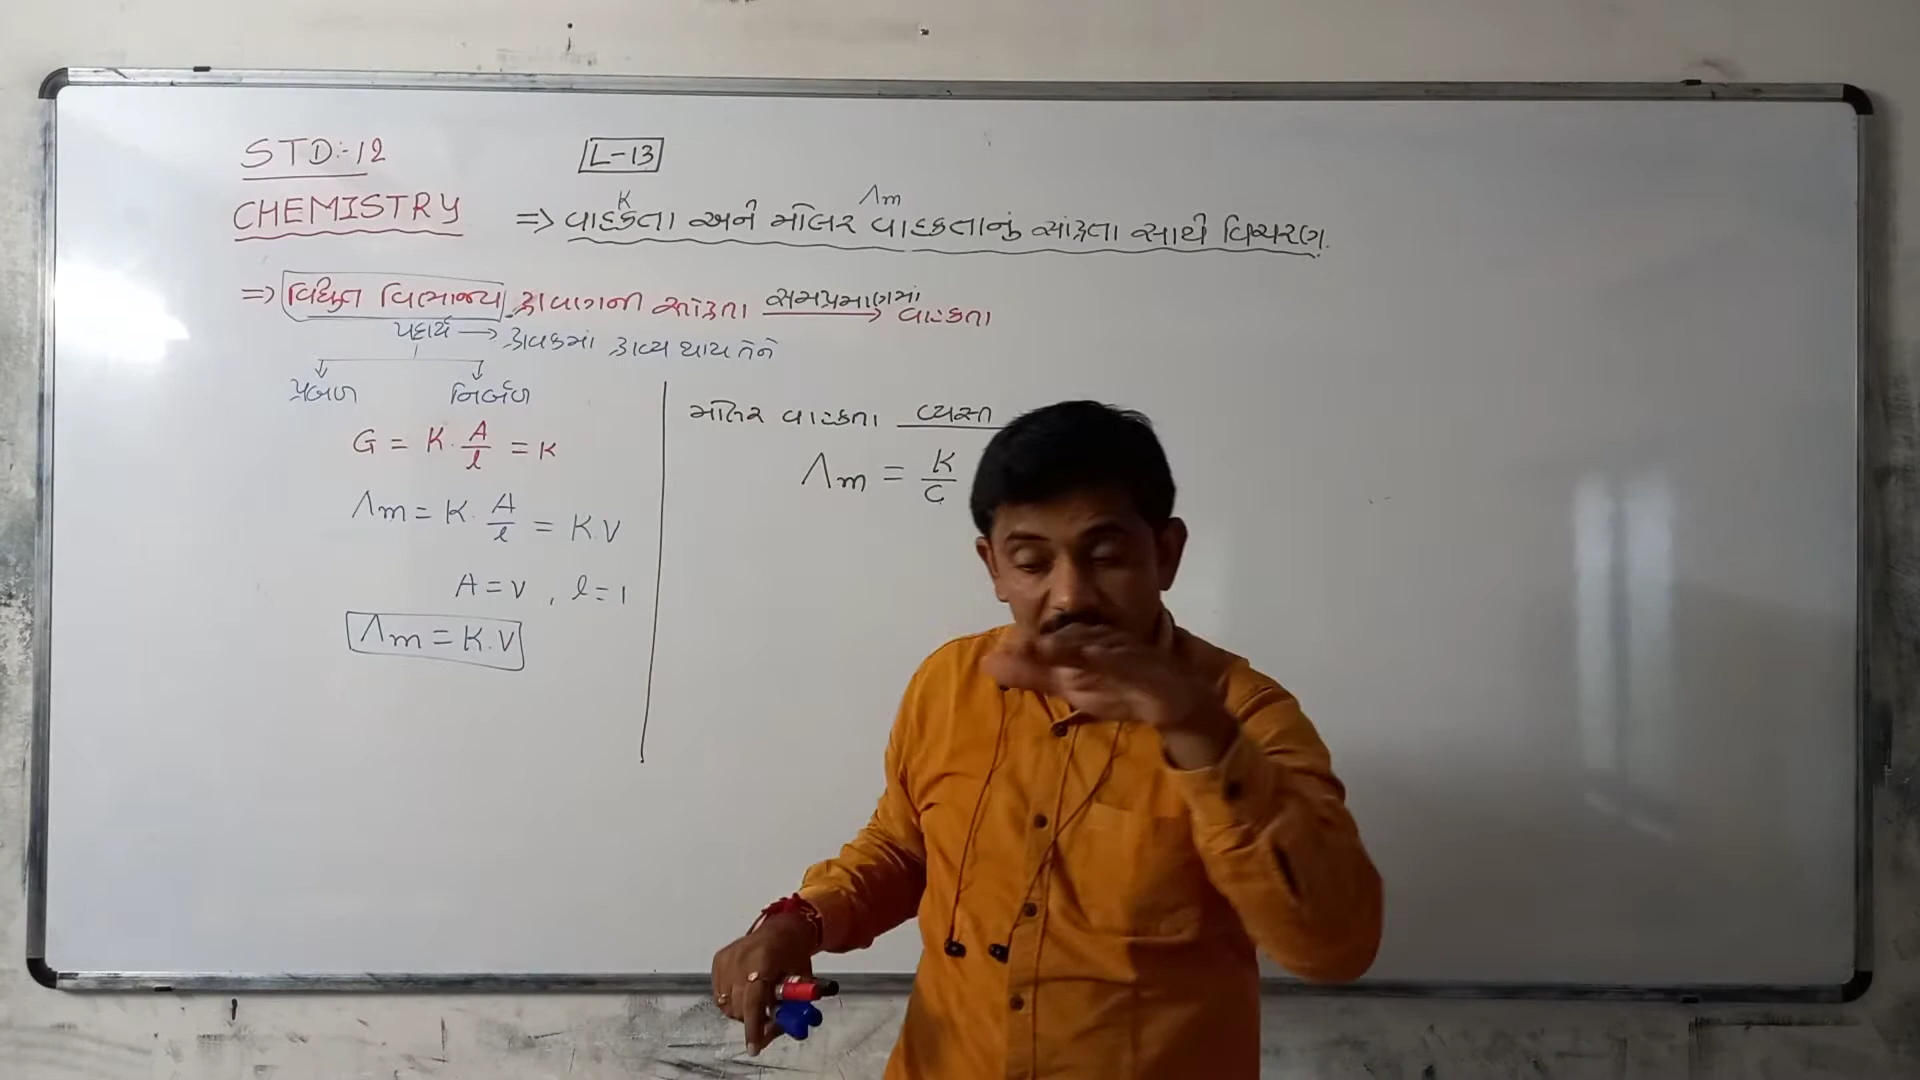 STD:-12
L-13
CHEMISTRY
K
Λm
=> વાહકતા અને મોલર વાહકતાનું સાંદ્રતા સાથે વિચરણ.
=> વિદ્યુત વિભાજ્ય દ્રાવણની સાંદ્રતા સમપ્રમાણમાં વાહકતા
પદાર્થ → દ્રાવકમાં દ્રાવ્ય થાય તેને
પ્રબળ નિર્બળ
G = K. A/l = K
Λm = K. A/l = K.V
A = V , l = 1
Λm = K.V
મોલર વાહકતા વ્યસ્ત
Λm = K/C